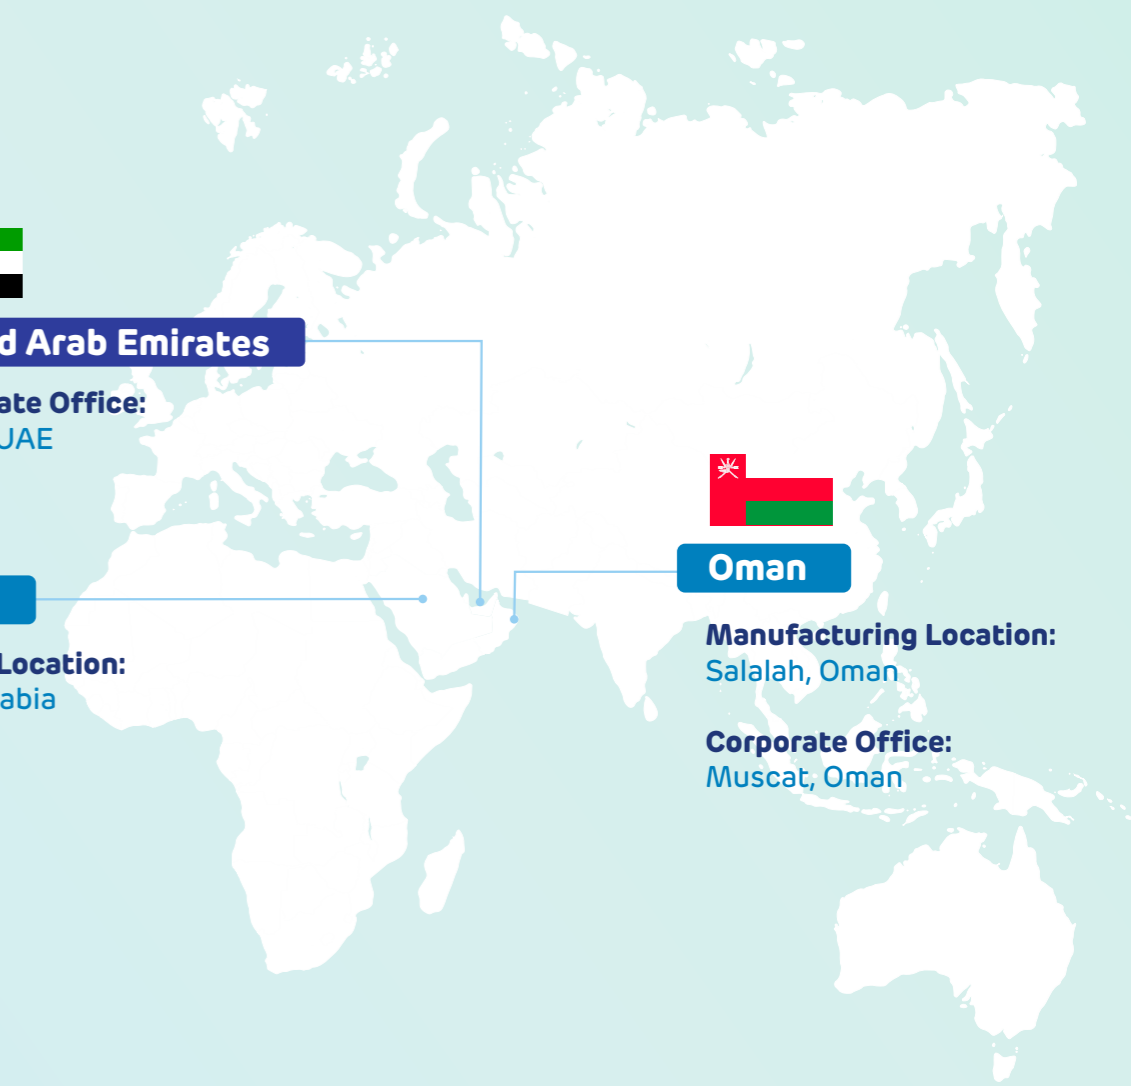 d Arab Emirates
ate Office:
UAE
Location:
abia
Oman
Manufacturing Location:
Salalah, Oman
Corporate Office:
Muscat, Oman